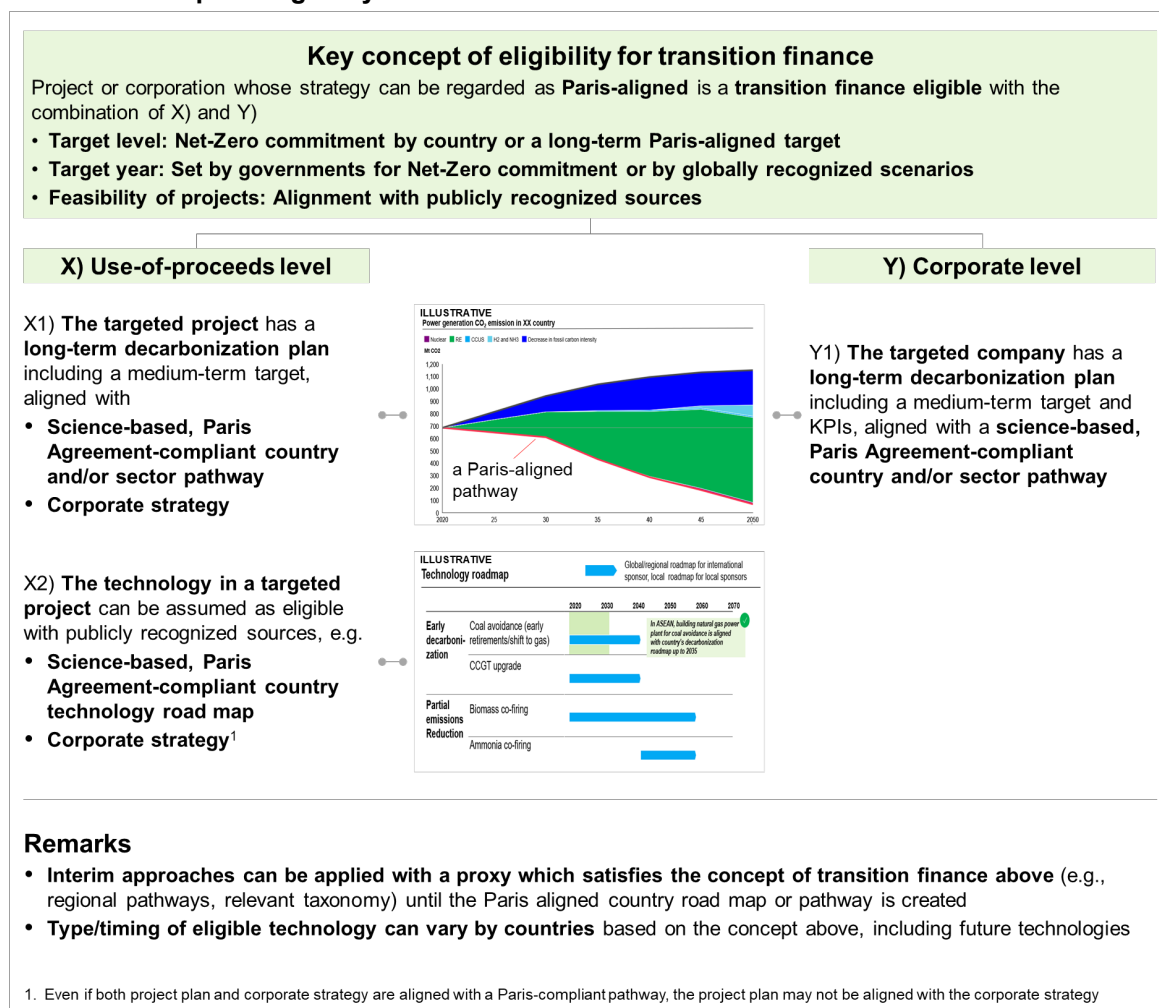 Key concept of eligibility for transition finance
Project or corporation whose strategy can be regarded as Paris-aligned is a transition finance eligible with the
combination of X) and Y)
• Target level: Net-Zero commitment by country or a long-term Paris-aligned target
• Target year: Set by governments for Net-Zero commitment or by globally recognized scenarios
• Feasibility of projects: Alignment with publicly recognized sources
X) Use-of-proceeds level
Y) Corporate level
X1) The targeted project has a
long-term decarbonization plan
including a medium-term target,
aligned with
• Science-based, Paris
Agreement-compliant country
and/or sector pathway
• Corporate strategy
ILLUSTRATIVE
Power generation CO2 emission in XX country
Nuclear RE CCUS H2 and NH3 Decrease in fossil carbon intensity
Mt CO2
1,200
1,100
1,000
900
800
700
600
500
400
300
200
100
0
2020 25 30 35 40 45 2050
a Paris-aligned
pathway
Y1) The targeted company has a
long-term decarbonization plan
including a medium-term target and
KPIs, aligned with a science-based,
Paris Agreement-compliant
country and/or sector pathway
X2) The technology in a targeted
project can be assumed as eligible
with publicly recognized sources, e.g.
• Science-based, Paris
Agreement-compliant country
technology road map
• Corporate strategy1
ILLUSTRATIVE
Technology roadmap
Global/regional roadmap for international
sponsor, local roadmap for local sponsors
2020 2030 2040 2050 2060 2070
Early
decarboni-
zation
Coal avoidance (early
retirements/shift to gas)
In ASEAN, building natural gas power
plant for coal avoidance is aligned
with country's decarbonization
roadmap up to 2035
CCGT upgrade
Partial
emissions
Reduction
Biomass co-firing
Ammonia co-firing
Remarks
• Interim approaches can be applied with a proxy which satisfies the concept of transition finance above (e.g.,
regional pathways, relevant taxonomy) until the Paris aligned country road map or pathway is created
• Type/timing of eligible technology can vary by countries based on the concept above, including future technologies
1. Even if both project plan and corporate strategy are aligned with a Paris-compliant pathway, the project plan may not be aligned with the corporate strategy